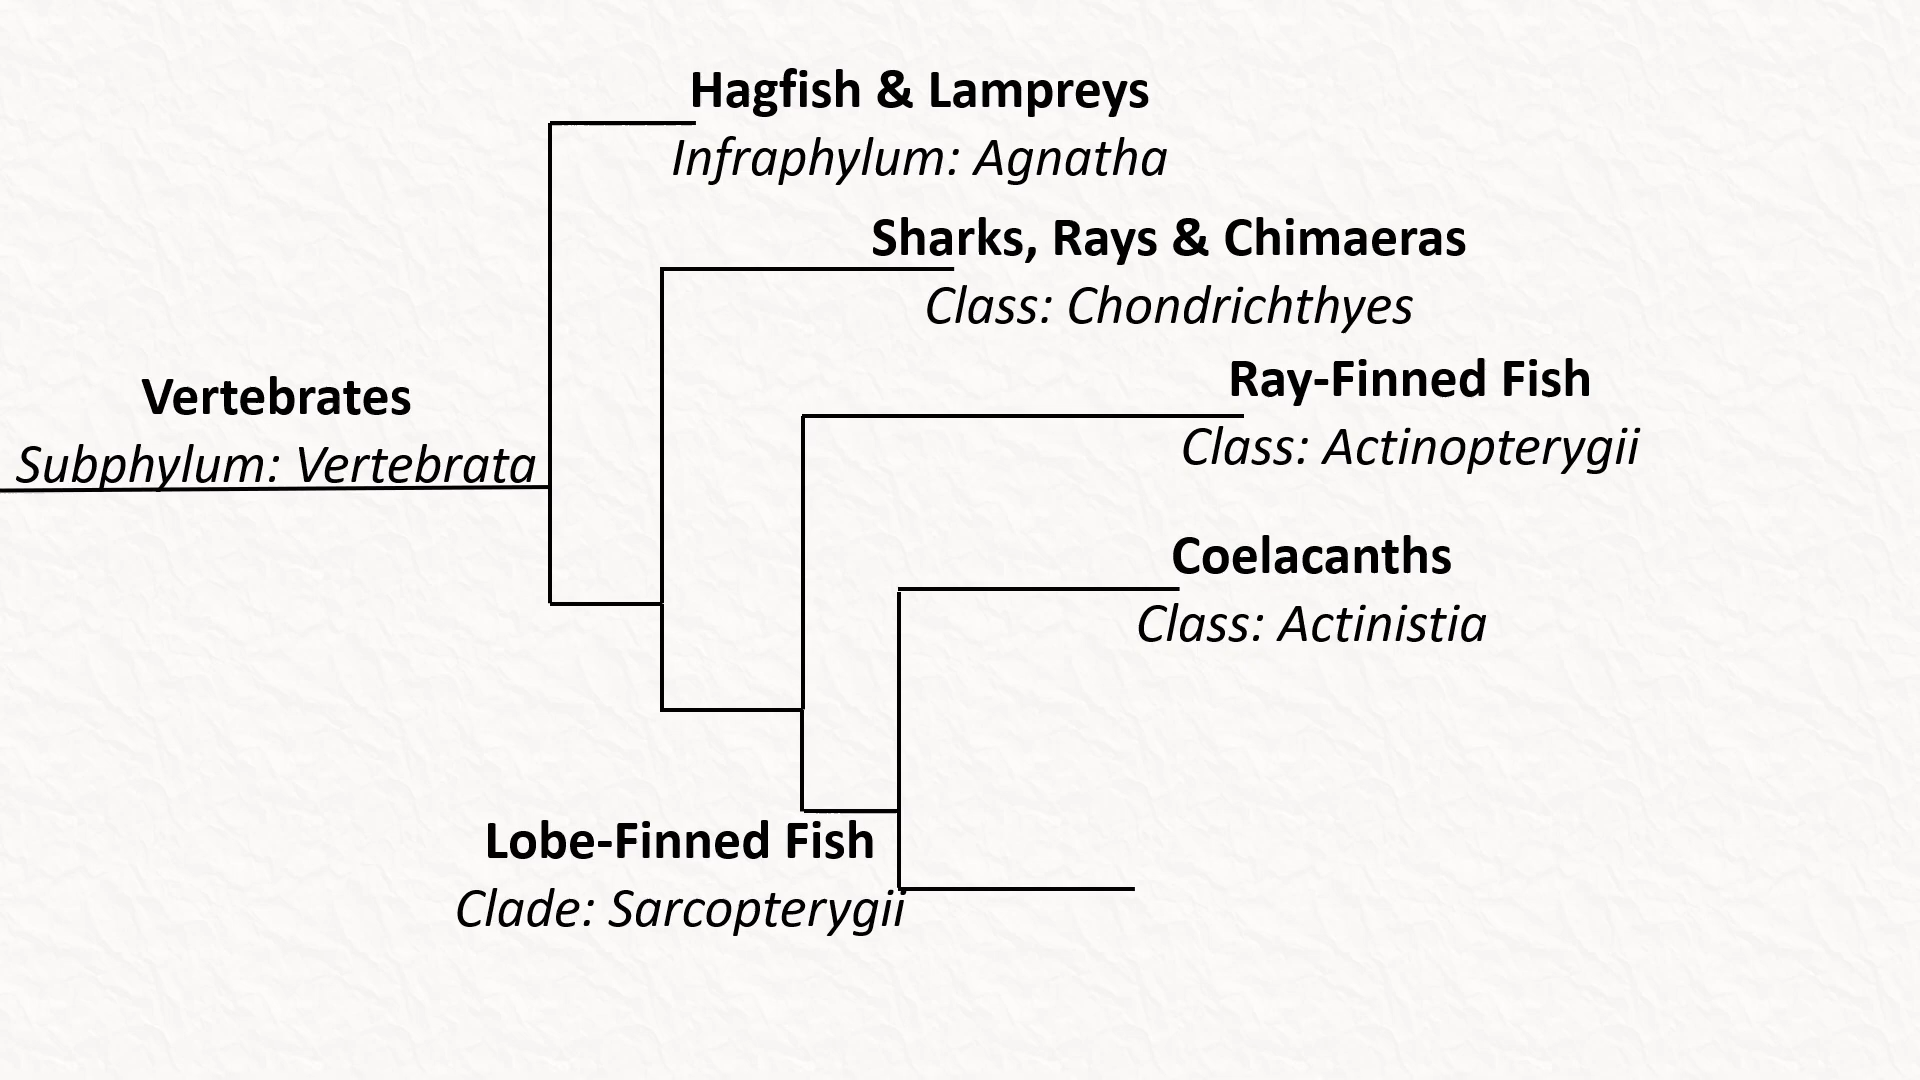 Hagfish & Lampreys
Infraphylum: Agnatha
Sharks, Rays & Chimaeras
Class: Chondrichthyes
Ray-Finned Fish
Class: Actinopterygii
Vertebrates
Subphylum: Vertebrata
Coelacanths
Class: Actinistia
Lobe-Finned Fish
Clade: Sarcopterygii